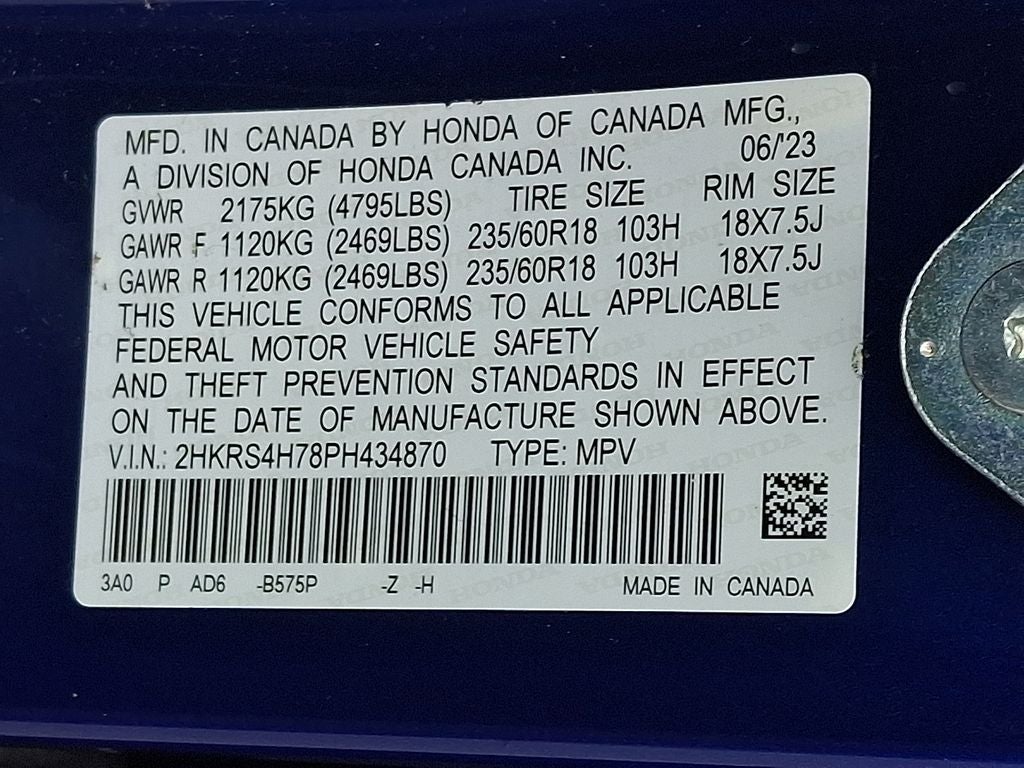 MFD. IN CANADA BY HONDA OF CANADA MFG.,
A DIVISION OF HONDA CANADA INC. 06/'23
GVWR 2175KG (4795LBS) TIRE SIZE RIM SIZE
GAWR F 1120KG (2469LBS) 235/60R18 103H 18X7.5J
GAWR R 1120KG (2469LBS) 235/60R18 103H 18X7.5J
THIS VEHICLE CONFORMS TO ALL APPLICABLE
FEDERAL MOTOR VEHICLE SAFETY
AND THEFT PREVENTION STANDARDS IN EFFECT
ON THE DATE OF MANUFACTURE SHOWN ABOVE.
V.I.N.: 2HKRS4H78PH434870 TYPE: MPV
3A0 P AD6 -B575P -Z -H MADE IN CANADA